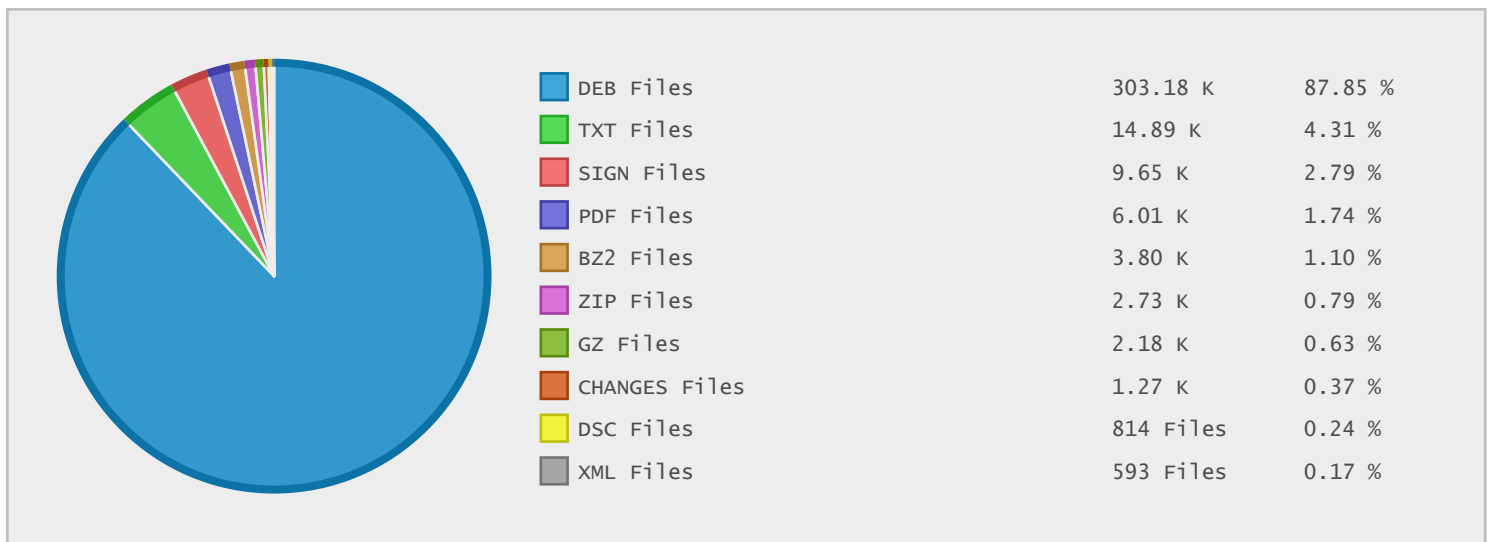 DEB Files 303.18 K 87.85 %
TXT Files 14.89 K 4.31 %
SIGN Files 9.65 K 2.79 %
PDF Files 6.01 K 1.74 %
BZ2 Files 3.80 K 1.10 %
ZIP Files 2.73 K 0.79 %
GZ Files 2.18 K 0.63 %
CHANGES Files 1.27 K 0.37 %
DSC Files 814 Files 0.24 %
XML Files 593 Files 0.17 %